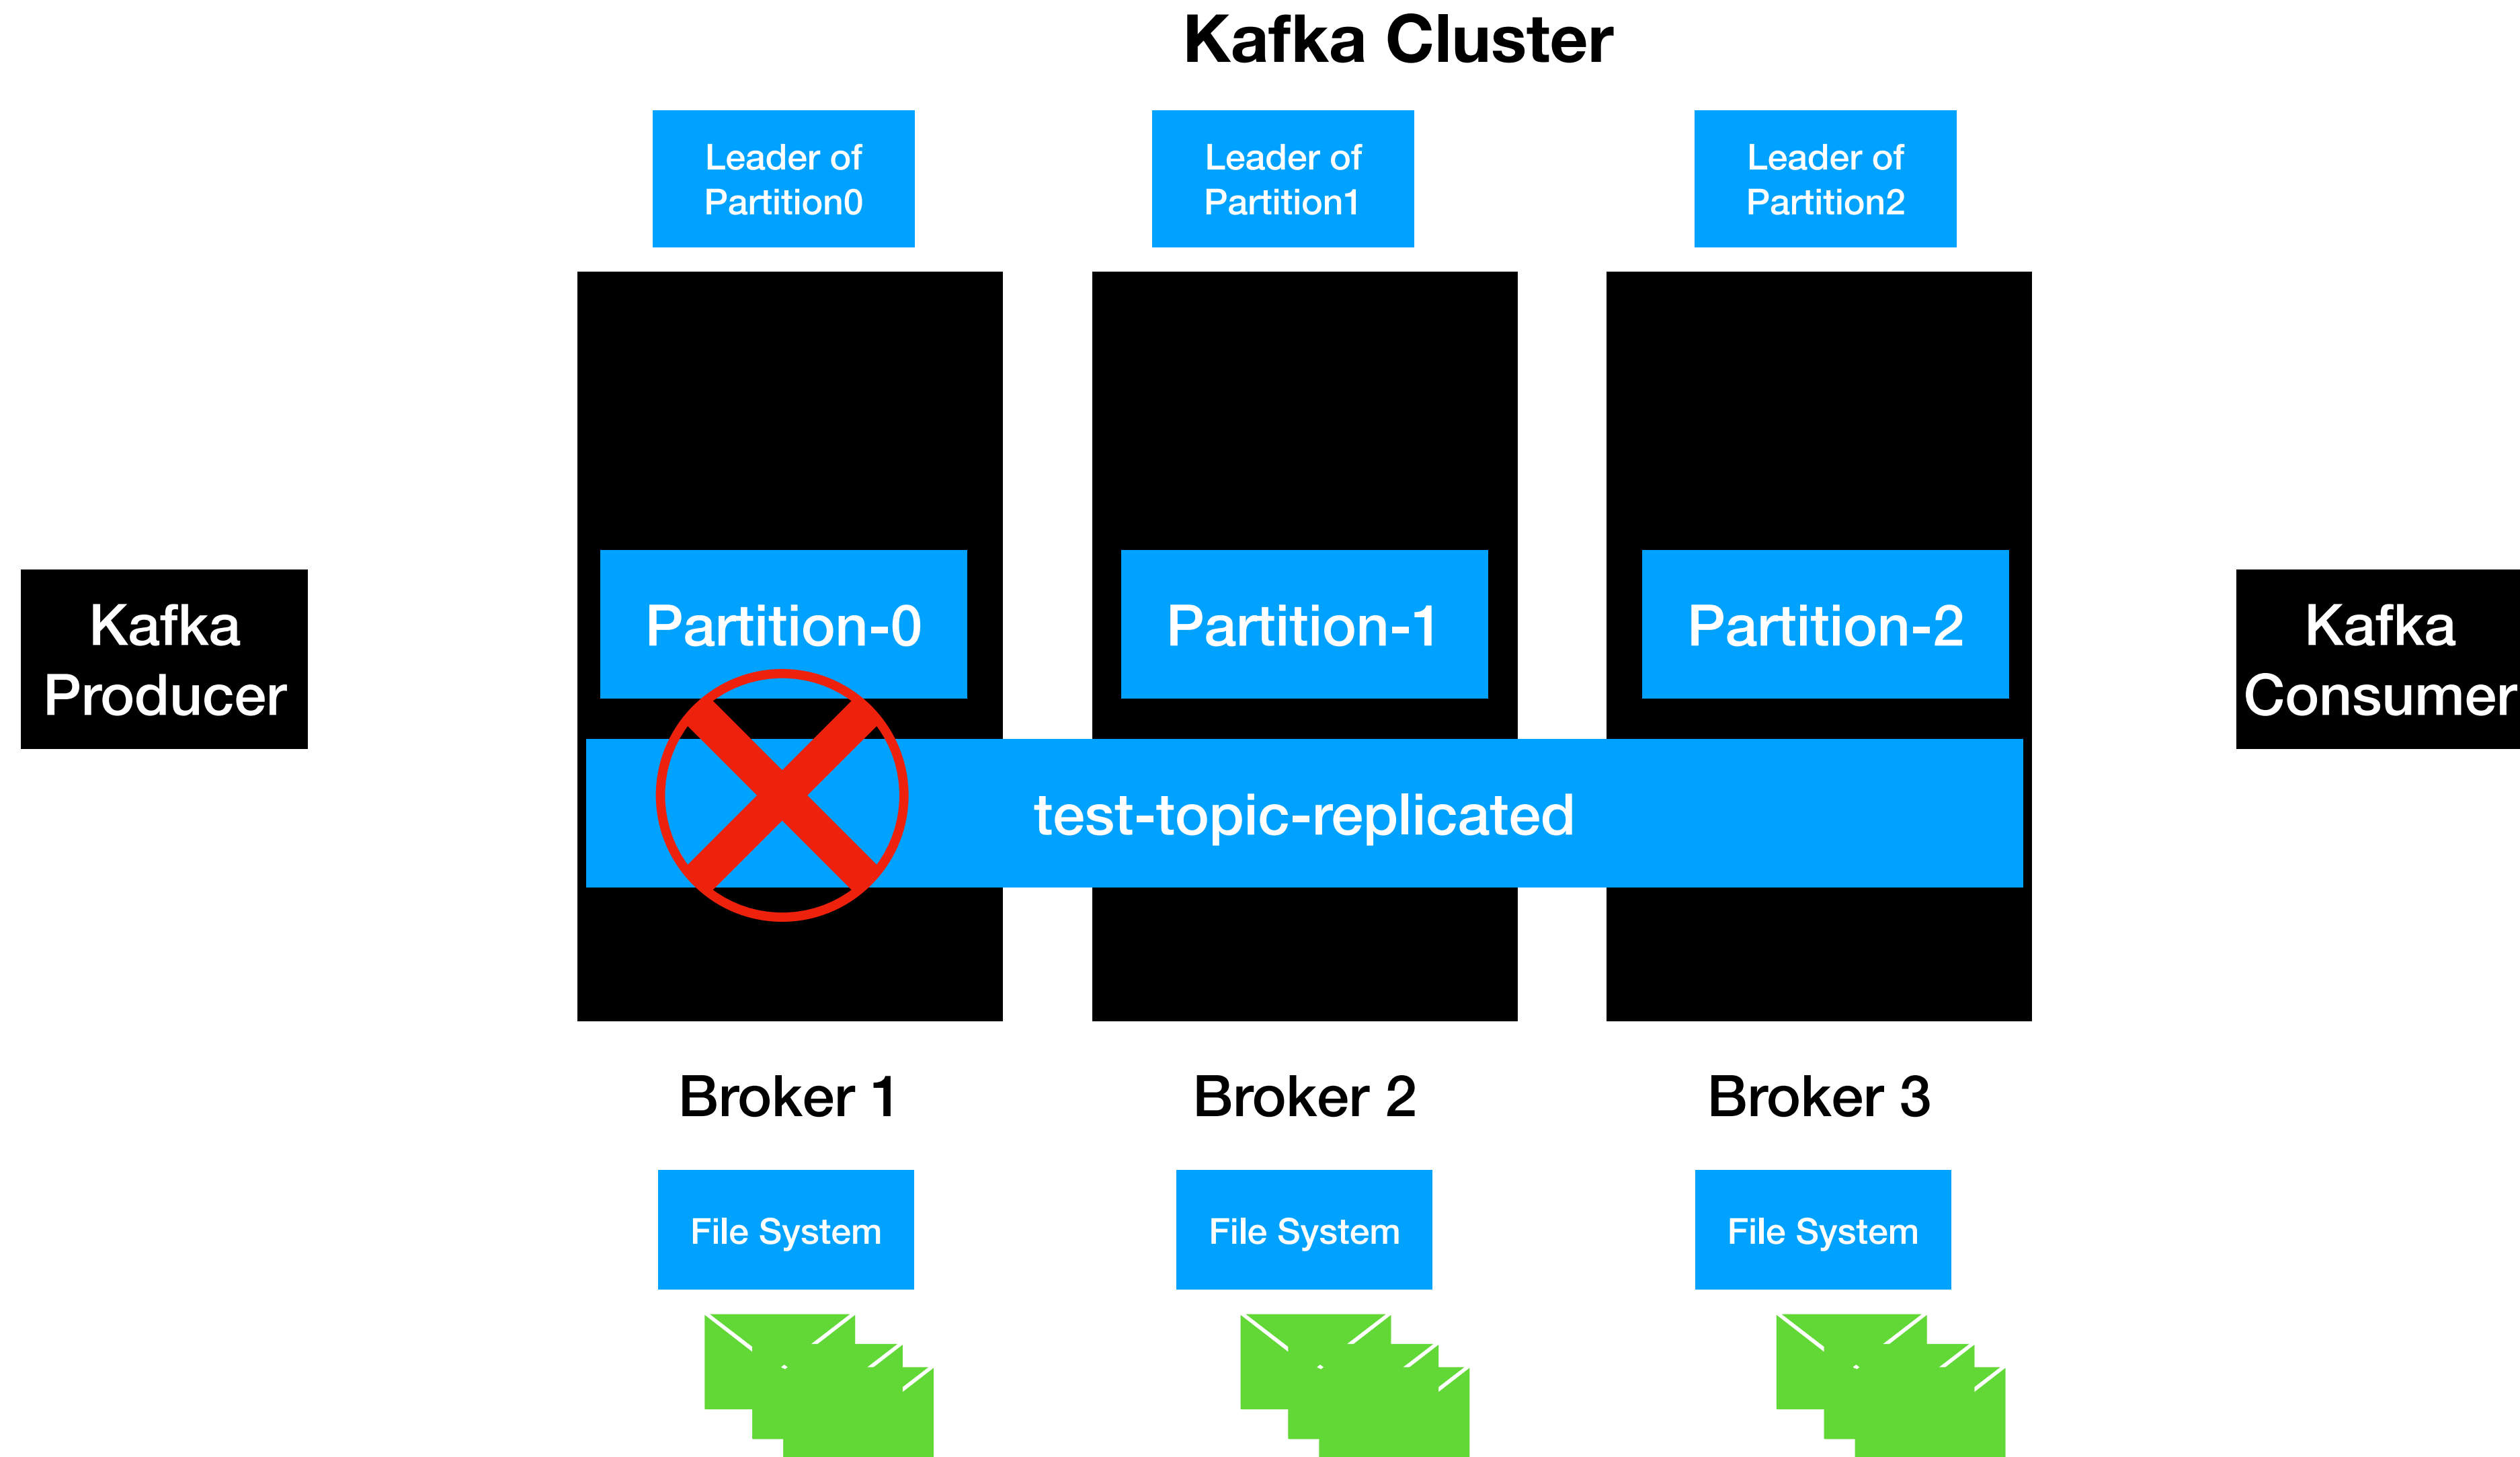 Kafka Cluster
Leader of
Partition0
Leader of
Partition1
Leader of
Partition2
Kafka
Producer
Partition-0
Partition-1
Partition-2
Kafka
Consumer
test-topic-replicated
Broker 1
Broker 2
Broker 3
File System
File System
File System